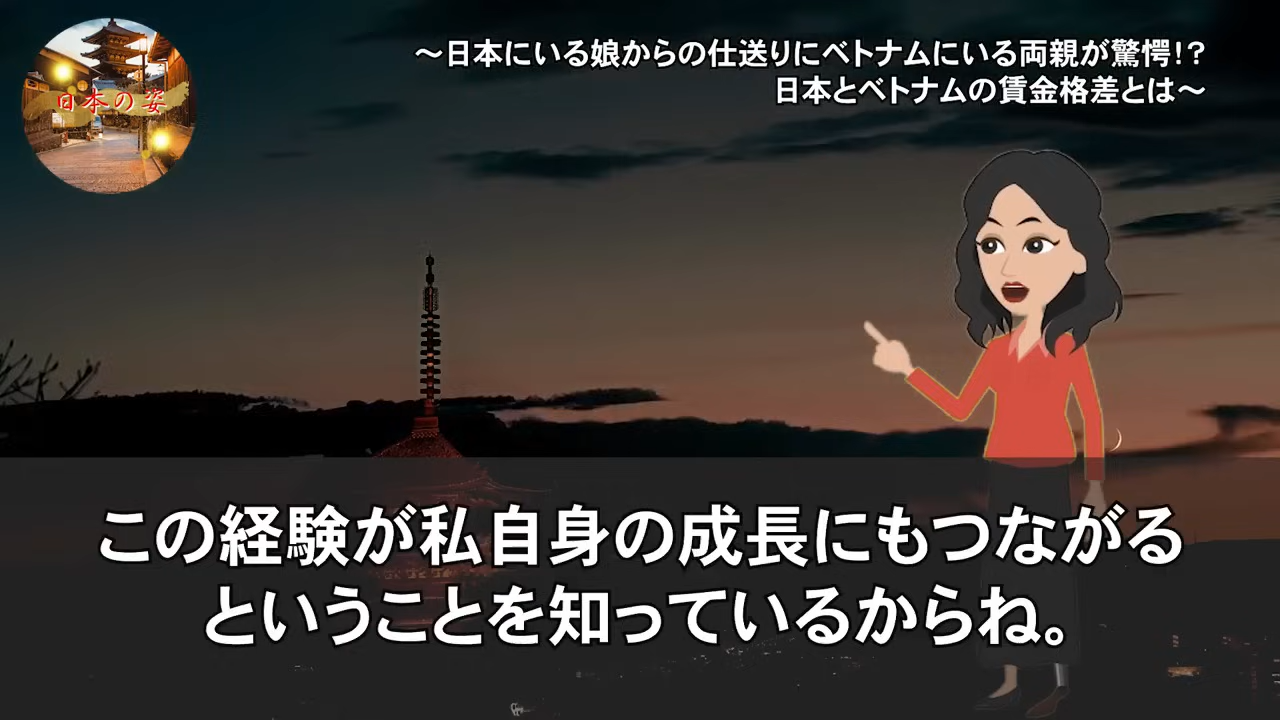 日本の姿
～日本にいる娘からの仕送りにベトナムにいる両親が驚愕!?
日本とベトナムの賃金格差とは～
この経験が私自身の成長にもつながる
ということを知っているからね。